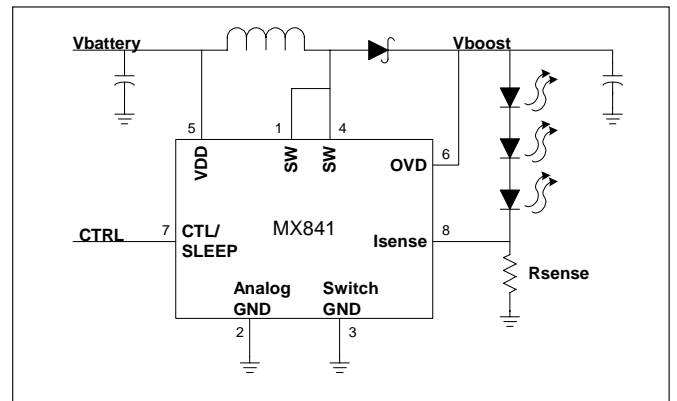 Vbattery
Vboost
5
1
4
VDD
SW
SW
OVD
6
CTRL
7
CTL/
SLEEP
MX841
Isense
8
Analog
GND
Switch
GND
Rsense
2
3